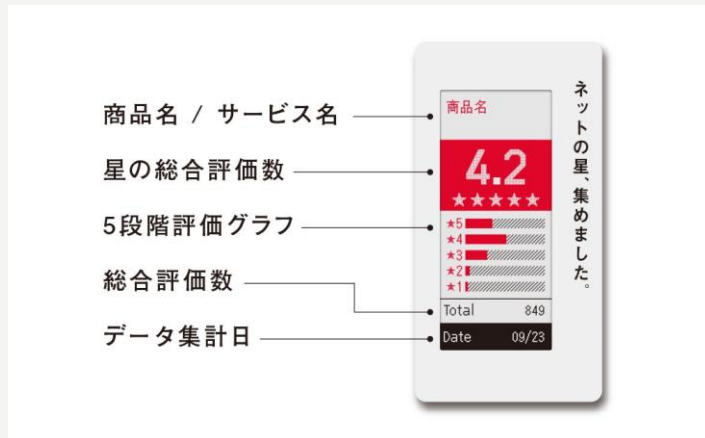 商品名 / サービス名
星の総合評価数
5段階評価グラフ
総合評価数
データ集計日
商品名
4.2
★★★★★
★5
★4
★3
★2
★1
Total 849
Date 09/23
ネットの星、集めました。